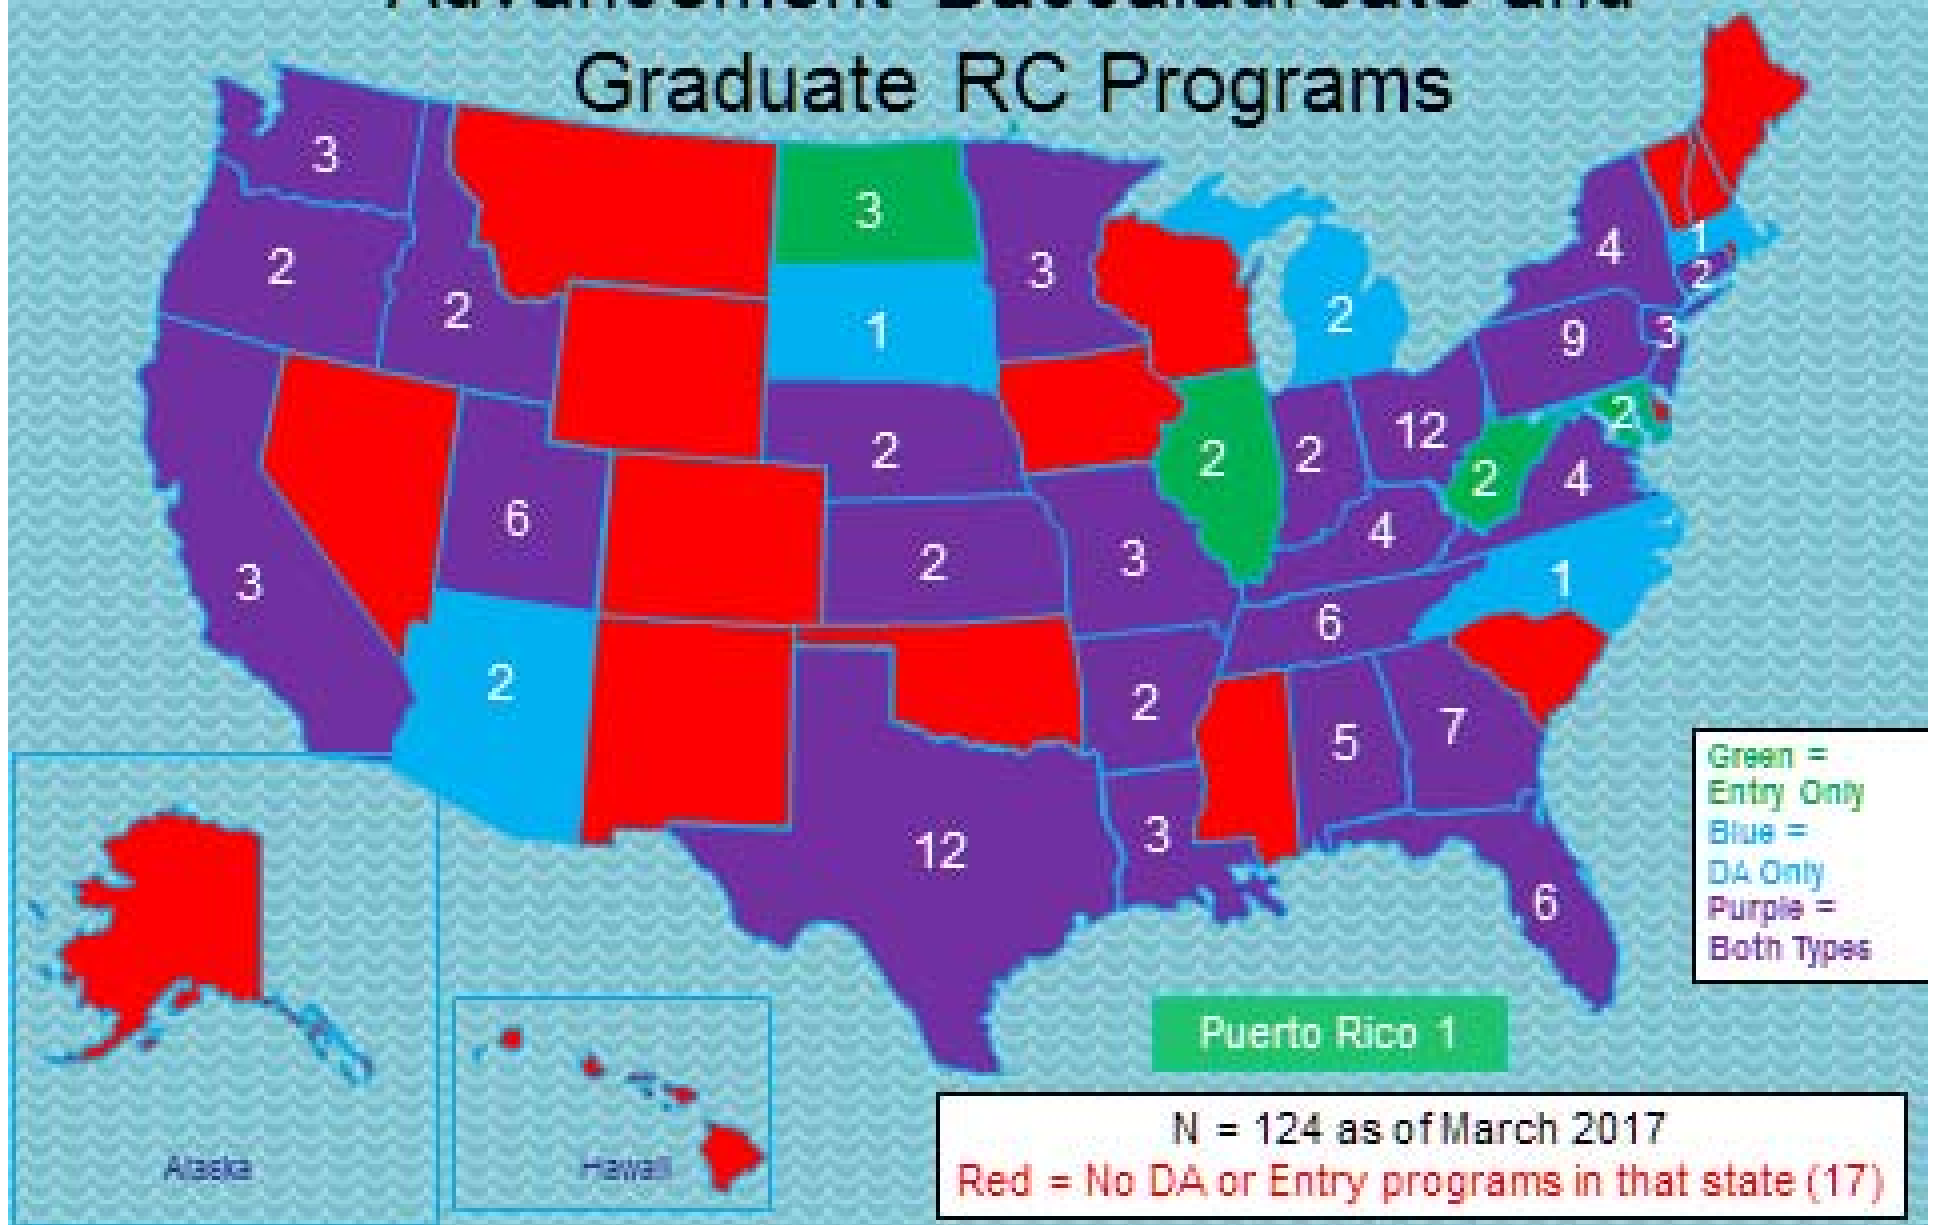 Advancement Baccalaureate and
Graduate RC Programs
3
3
2
2
3
1
2
4
1
2
3
9
2
12
2
2
2
2
4
3
6
2
3
4
2
1
6
2
2
5
7
12
3
6
Green =
Entry Only
Blue =
DA Only
Purple =
Both Types
Puerto Rico 1
N = 124 as of March 2017
Red = No DA or Entry programs in that state (17)
Alaska
Hawaii